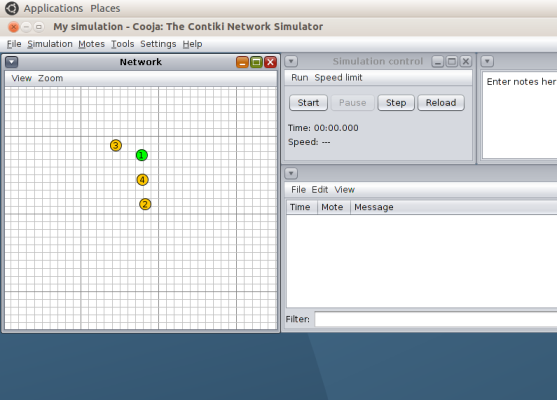 Applications Places
My simulation - Cooja: The Contiki Network Simulator
File Simulation Motes Tools Settings Help
Network
View Zoom
3
1
4
2
Simulation control
Run Speed limit
Start Pause Step Reload
Time: 00:00.000
Speed: ---
Enter notes her
File Edit View
Time Mote Message
Filter: